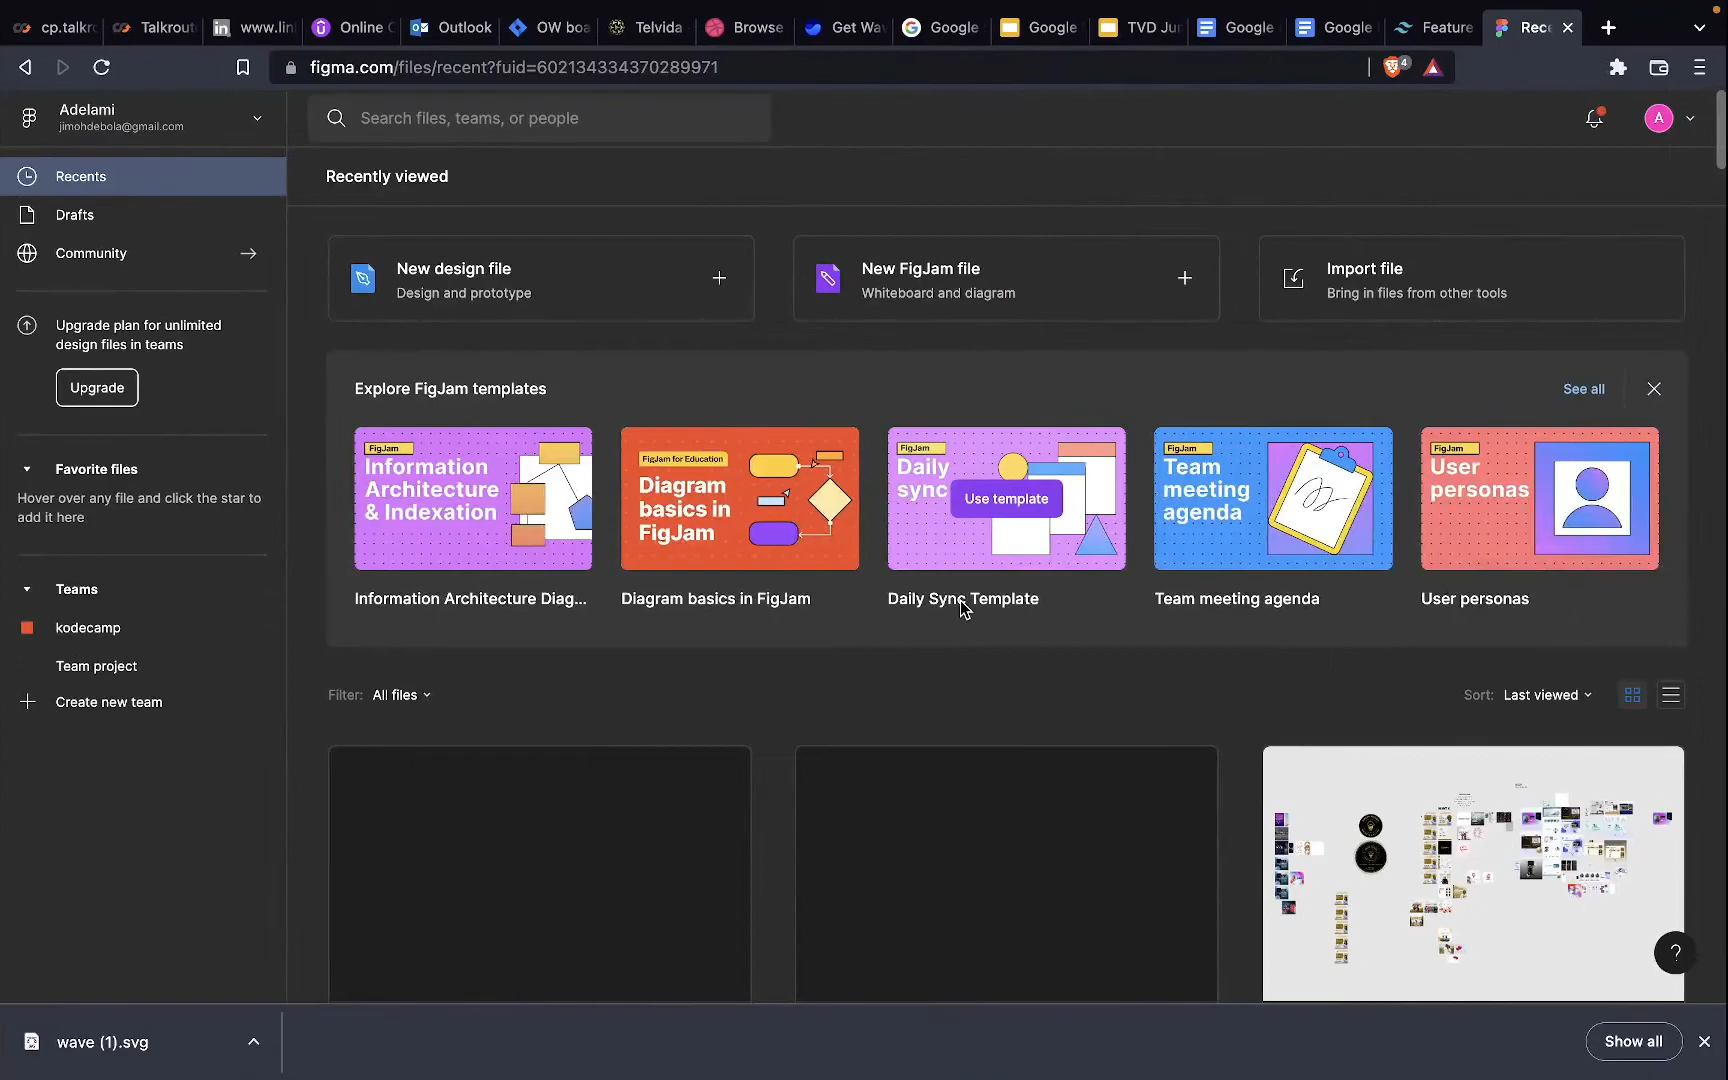 cp.talkr
Talkrout
www.lin
Online C
Outlook
OW boa
Telvida
Browse
Get Wav
Google
Google
TVD Jun
Google
Google
Feature
Rece
figma.com/files/recent?fuid=602134334370289971
4
Adelami
jimohdebola@gmail.com
Search files, teams, or people
A
Recents
Recently viewed
Drafts
Community
New design file
Design and prototype
New FigJam file
Whiteboard and diagram
Import file
Bring in files from other tools
Upgrade plan for unlimited
design files in teams
Upgrade
Explore FigJam templates
See all
FigJam
Information
Architecture
& Indexation
FigJam for Education
Diagram
basics in
FigJam
FigJam
Daily
sync
Use template
FigJam
Team
meeting
agenda
FigJam
User
personas
Information Architecture Diag...
Diagram basics in FigJam
Daily Sync Template
Team meeting agenda
User personas
Favorite files
Hover over any file and click the star to
add it here
Teams
kodecamp
Team project
Create new team
Filter: All files
Sort: Last viewed
?
wave (1).svg
Show all